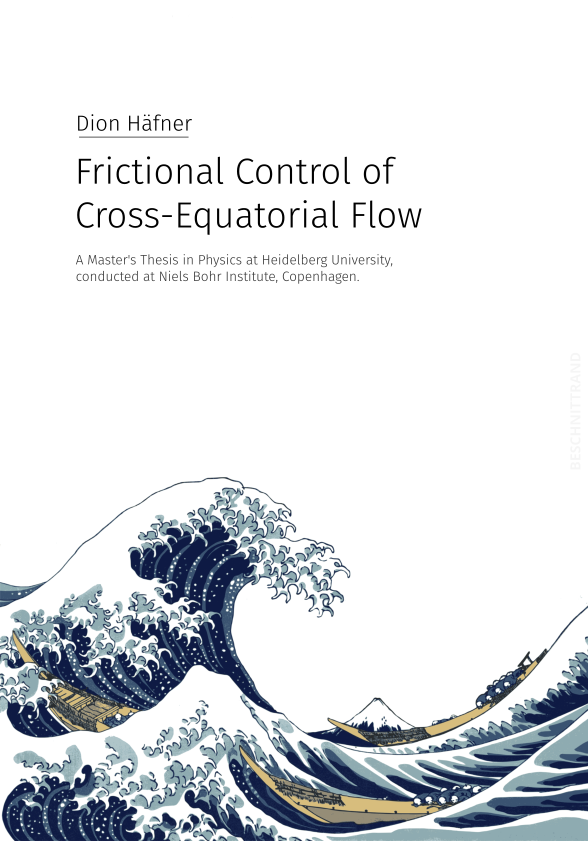 Dion Häfner
Frictional Control of
Cross-Equatorial Flow
A Master's Thesis in Physics at Heidelberg University,
conducted at Niels Bohr Institute, Copenhagen.
BESCHNITTRAND